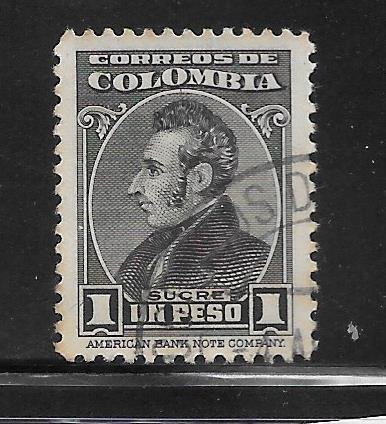 CORREOS DE
COLOMBIA
SUCRE
1 UN PESO 1
AMERICAN BANK NOTE COMPANY.